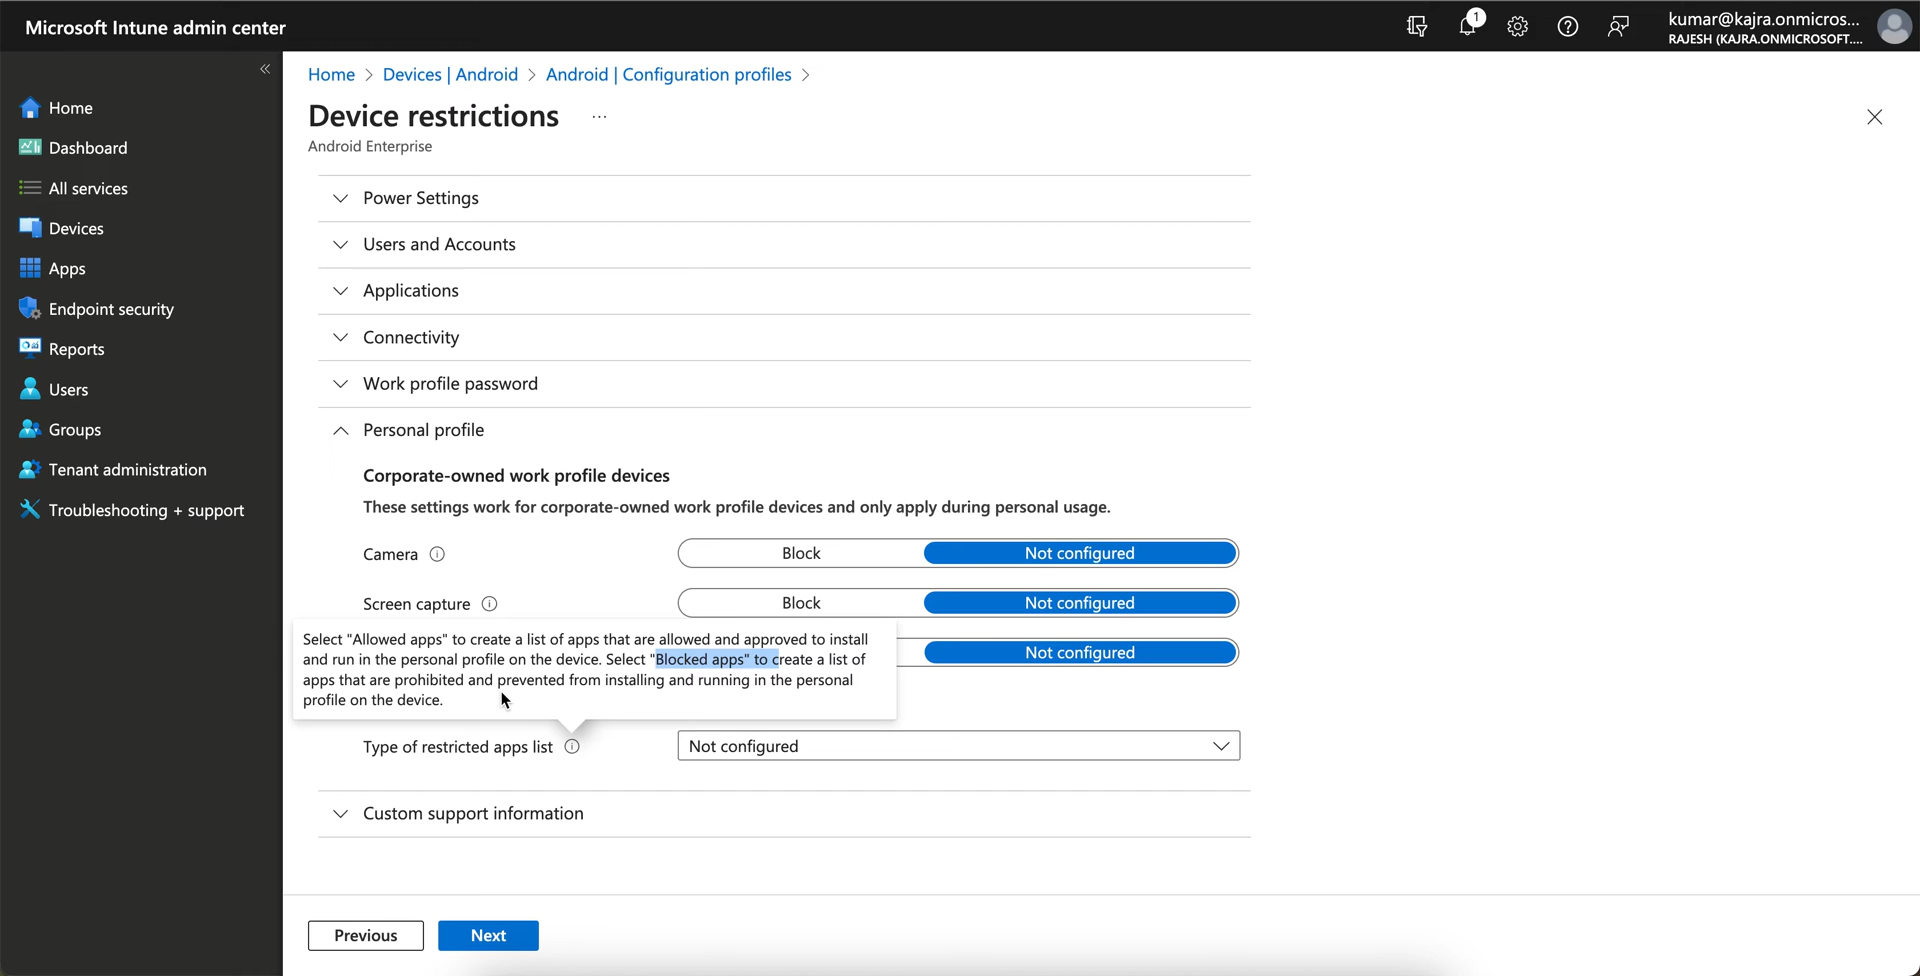 Microsoft Intune admin center
1
kumar@kajra.onmicros...
RAJESH (KAJRA.ONMICROSOFT....
«
Home
Dashboard
All services
Devices
Apps
Endpoint security
Reports
Users
Groups
Tenant administration
Troubleshooting + support
Home > Devices | Android > Android | Configuration profiles >
Device restrictions ...
Android Enterprise
Power Settings
Users and Accounts
Applications
Connectivity
Work profile password
Personal profile
Corporate-owned work profile devices
These settings work for corporate-owned work profile devices and only apply during personal usage.
Camera Block Not configured
Screen capture Block Not configured
Not configured
Select "Allowed apps" to create a list of apps that are allowed and approved to install
and run in the personal profile on the device. Select "Blocked apps" to create a list of
apps that are prohibited and prevented from installing and running in the personal
profile on the device.
Type of restricted apps list Not configured
Custom support information
Previous Next